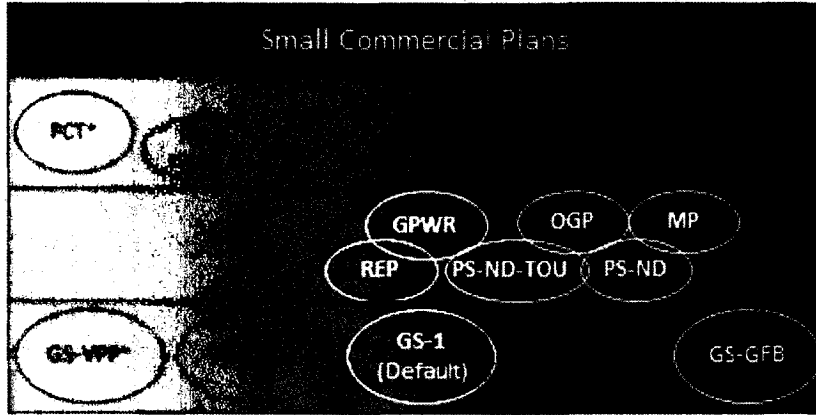 Small Commercial Plans
PCT*
GPWR OGP MP
REP PS-ND-TOU PS-ND
GS-VPP* GS-1
(Default) GS-GFB